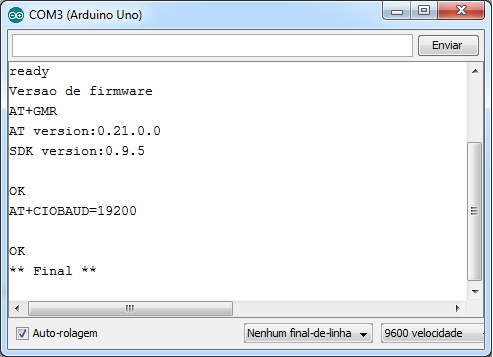 COM3 (Arduino Uno)
Enviar
ready
Versao de firmware
AT+GMR
AT version:0.21.0.0
SDK version:0.9.5
OK
AT+CIOBAUD=19200
OK
** Final **
Auto-rolagem
Nenhum final-de-linha
9600 velocidade